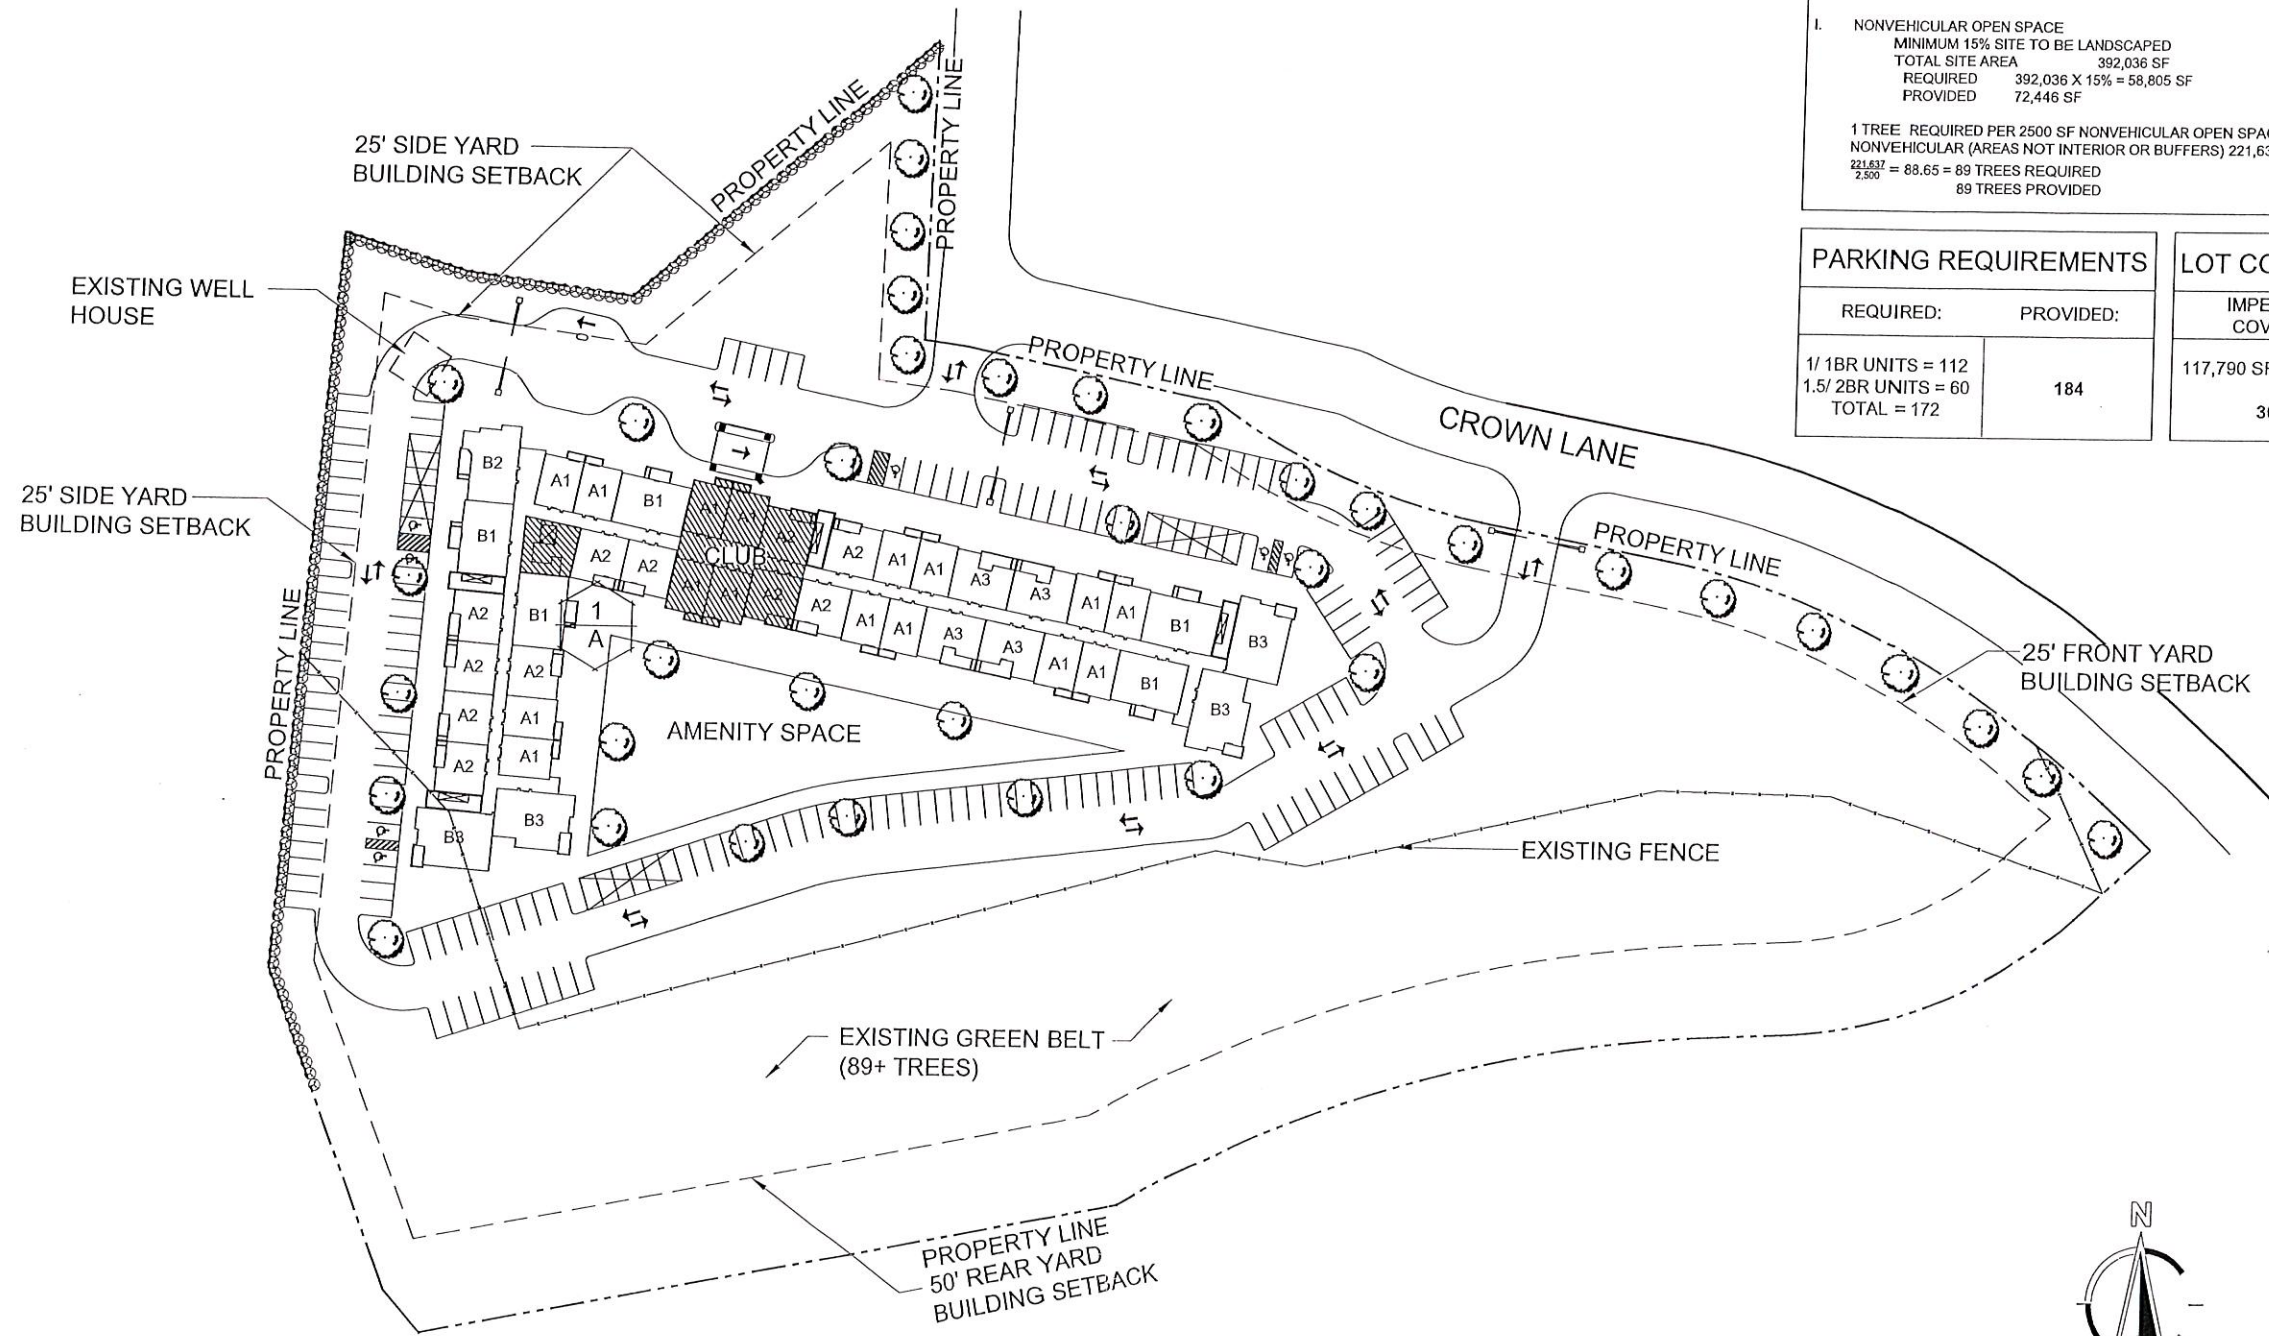 I. NONVEHICULAR OPEN SPACE
MINIMUM 15% SITE TO BE LANDSCAPED
TOTAL SITE AREA 392,036 SF
REQUIRED 392,036 X 15% = 58,805 SF
PROVIDED 72,446 SF
1 TREE REQUIRED PER 2500 SF NONVEHICULAR OPEN
NONVEHICULAR (AREAS NOT INTERIOR OR BUFFERS)
221,637
2,500
= 88.65 = 89 TREES REQUIRED
89 TREES PROVIDED
PARKING REQUIREMENTS
REQUIRED: PROVIDED:
1/ 1BR UNITS = 112
1.5/ 2BR UNITS = 60
TOTAL = 172
184
LOT
117,790
25' SIDE YARD
BUILDING SETBACK
PROPERTY LINE
PROPERTY LINE
EXISTING WELL
HOUSE
PROPERTY LINE
CROWN LANE
25' SIDE YARD
BUILDING SETBACK
PROPERTY LINE
PROPERTY LINE
B2
A1
A1
B1
A1
A1
A2
CLUB
A1
A1
A2
B1
A2
A2
A2
A1
A1
A3
A3
A1
A1
B1
B3
A2
A1
A1
A3
A3
A1
A1
B1
B3
A2
A2
A2
A2
B3
B1
A2
A1
A1
B3
1
A
AMENITY SPACE
25' FRONT YARD
BUILDING SETBACK
EXISTING FENCE
EXISTING GREEN BELT
(89+ TREES)
PROPERTY LINE
50' REAR YARD
BUILDING SETBACK
N